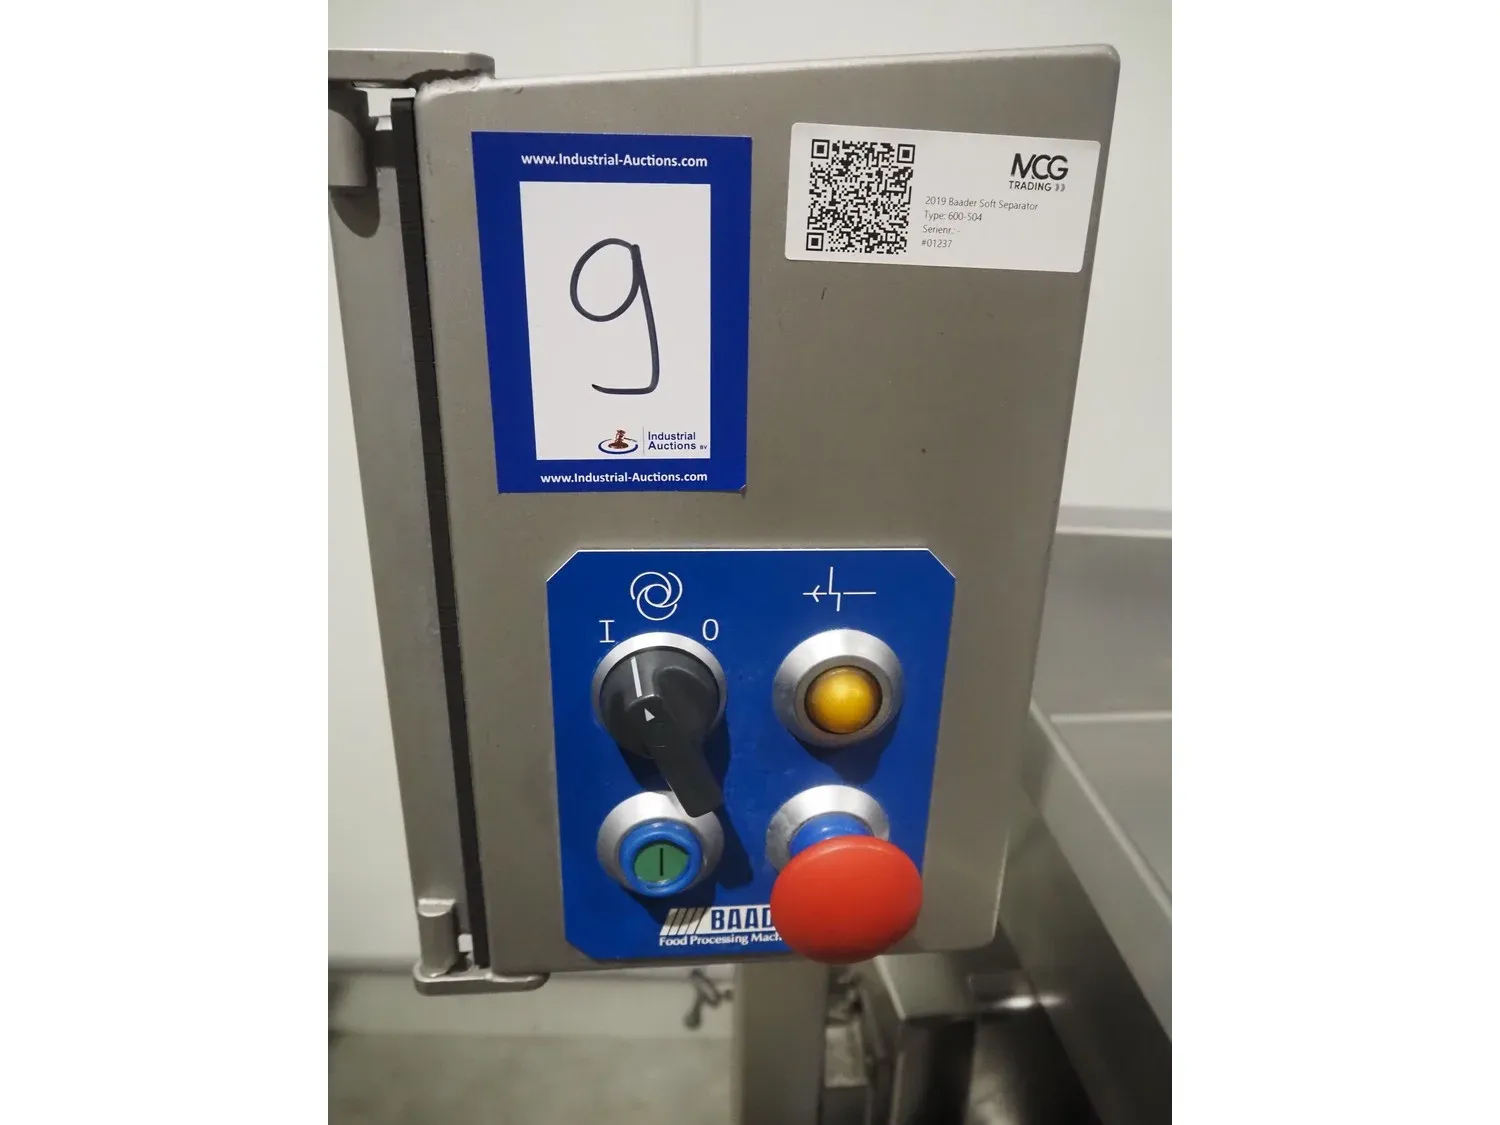 www.Industrial-Auctions.com
9
Industrial
Auctions BV
www.Industrial-Auctions.com
MCG
TRADING
2019 Baader Soft Separator
Type: 600-504
Serienr.: -
#01237
I O
I
BAAD
Food Processing Mach